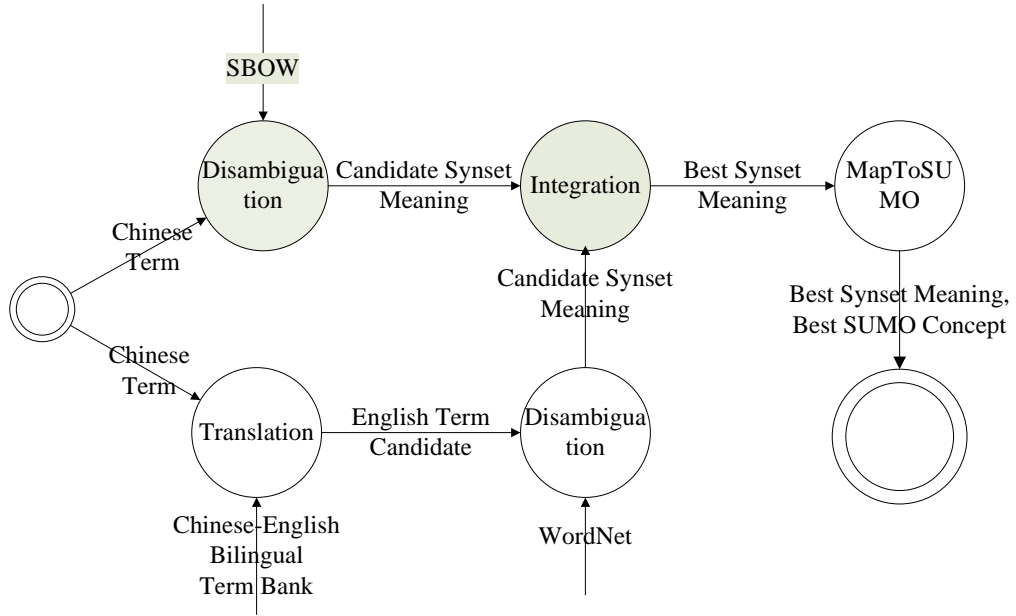 SBOW
Disambigua
tion
Candidate Synset
Meaning
Integration
Best Synset
Meaning
MapToSU
MO
Chinese
Term
Candidate Synset
Meaning
Best Synset Meaning,
Best SUMO Concept
Chinese
Term
Translation
English Term
Candidate
Disambigua
tion
Chinese-English
Bilingual
Term Bank
WordNet